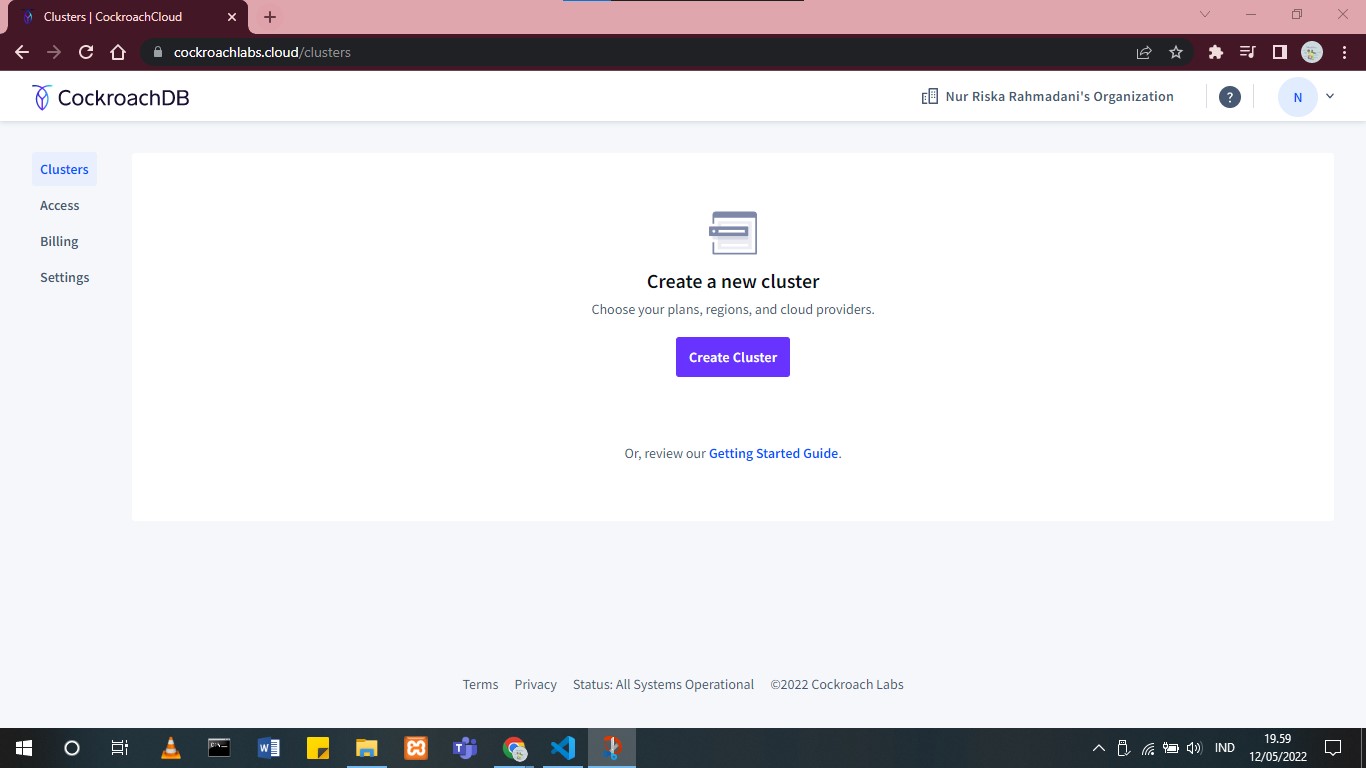 Clusters | CockroachCloud
cockroachlabs.cloud/clusters
CockroachDB
Nur Riska Rahmadani's Organization
?
N
Clusters
Access
Billing
Settings
Create a new cluster
Choose your plans, regions, and cloud providers.
Create Cluster
Or, review our Getting Started Guide.
Terms Privacy Status: All Systems Operational ©2022 Cockroach Labs
IND
19.59
12/05/2022